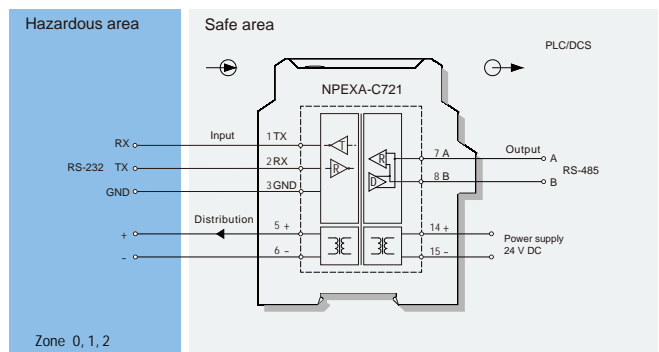 Hazardous area
Safe area
PLC/DCS
NPEXA-C721
RX
Input
1 TX
T
7 A
Output
A
RS-232
TX
2 RX
R
R
RS-485
GND
3 GND
D
8 B
B
Distribution
+
5 +
14 +
Power supply
24 V DC
–
6 –
15 –
Zone 0, 1, 2